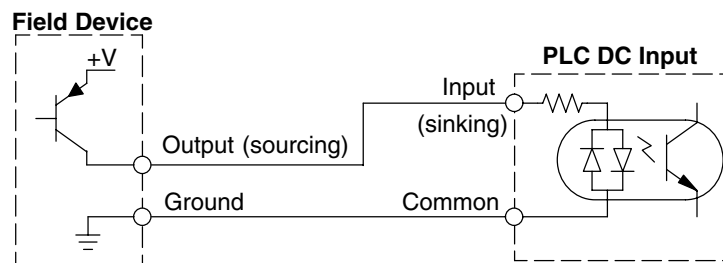 Field Device
+V
PLC DC Input
Input
(sinking)
Output (sourcing)
Ground
Common